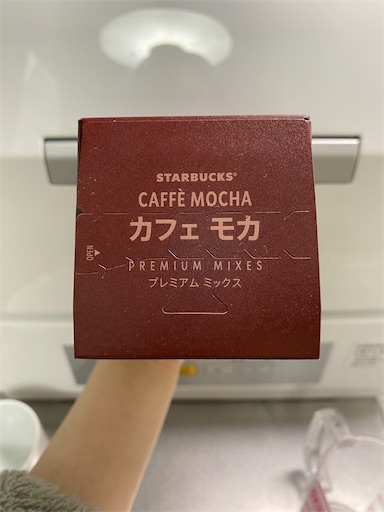 STARBUCKS®
CAFFÈ MOCHA
カフェ モカ
OPEN
PREMIUM MIXES
プレミアム ミックス